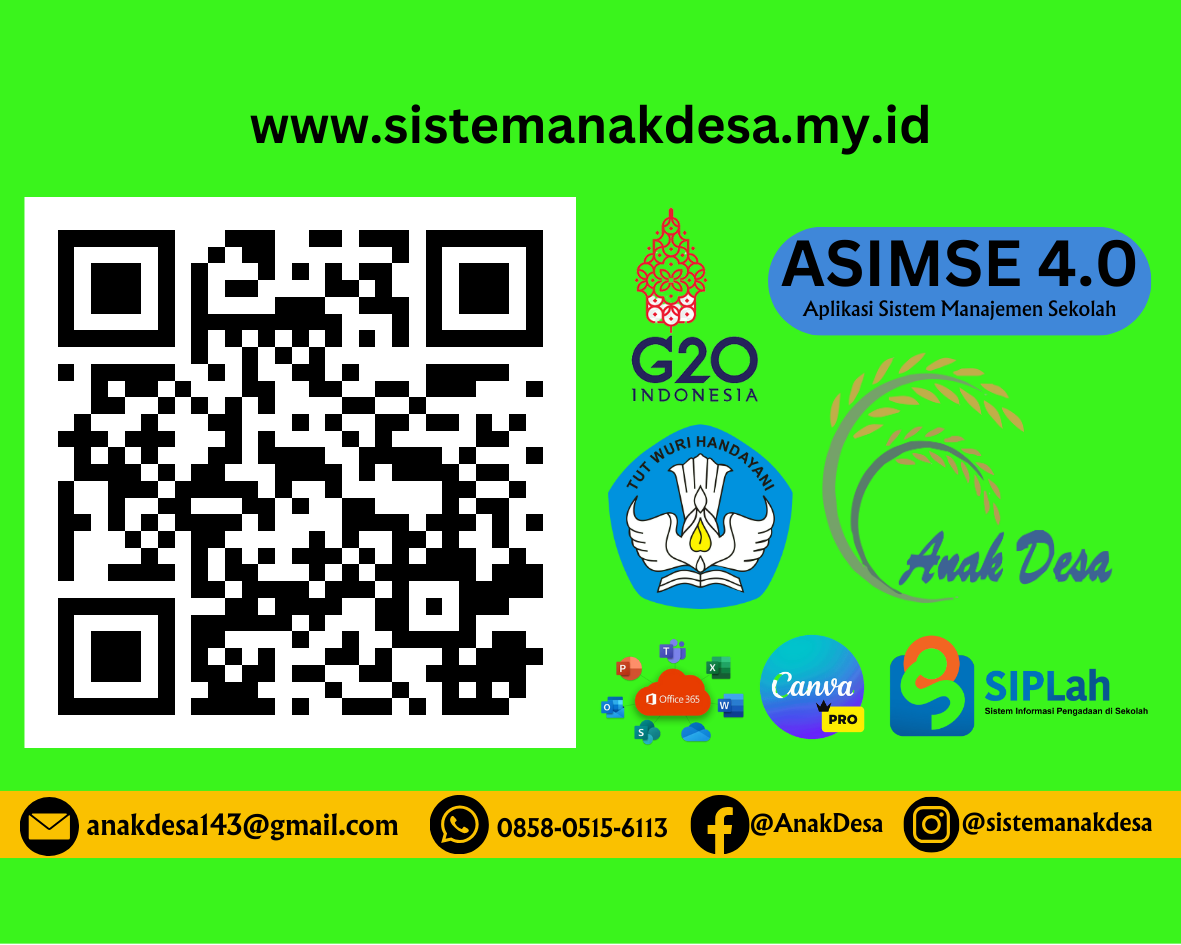 www.sistemanakdesa.my.id
ASIMSE 4.0
Aplikasi Sistem Manajemen Sekolah
G20
INDONESIA
TUT WURI HANDAYANI
Anak Desa
T
P
X
Office 365
O
W
S
Canva
PRO
SIPLah
Sistem Informasi Pengadaan di Sekolah
anakdesa143@gmail.com
0858-0515-6113
@AnakDesa
@sistemanakdesa